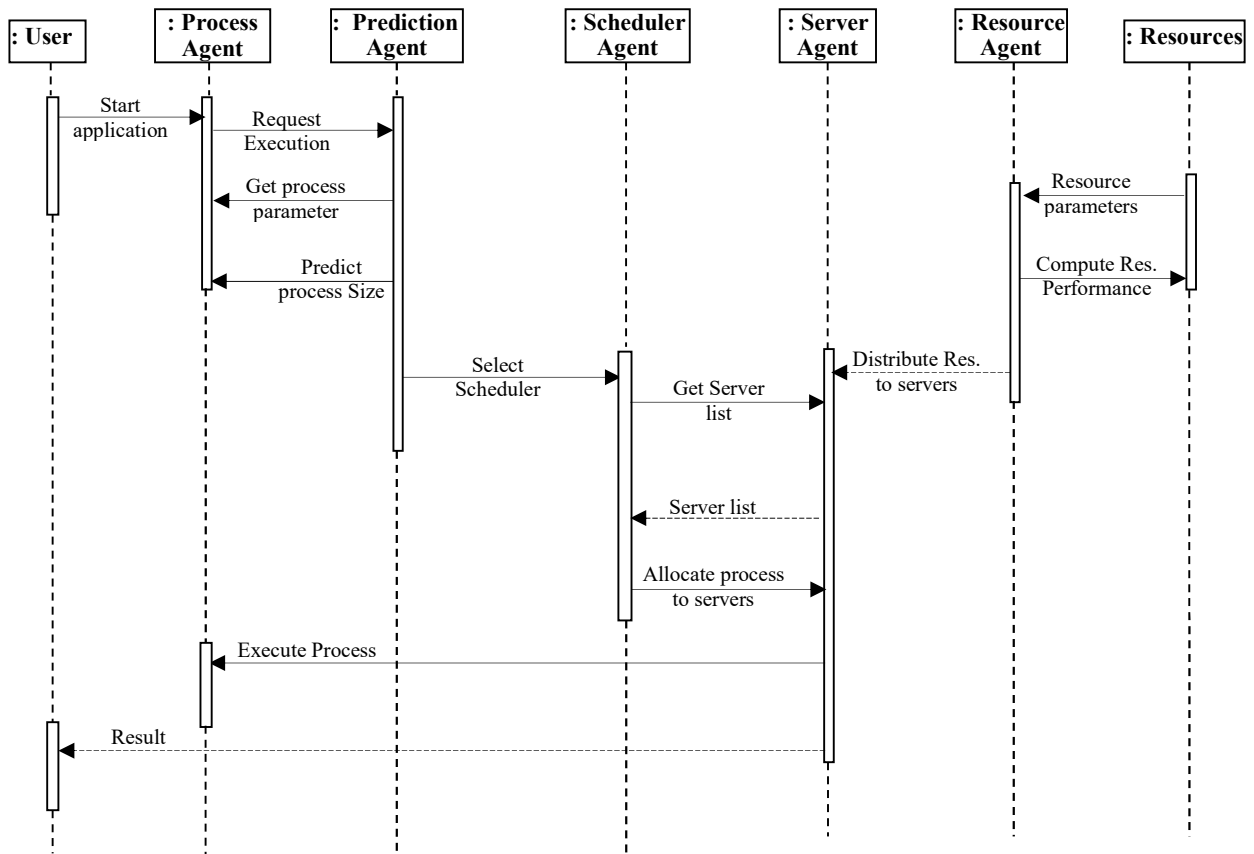 : User
: Process
Agent
: Prediction
Agent
: Scheduler
Agent
: Server
Agent
: Resource
Agent
: Resources
Start
application
Request
Execution
Get process
parameter
Resource
parameters
Predict
process Size
Compute Res.
Performance
Select
Scheduler
Distribute Res.
to servers
Get Server
list
Server list
Allocate process
to servers
Execute Process
Result